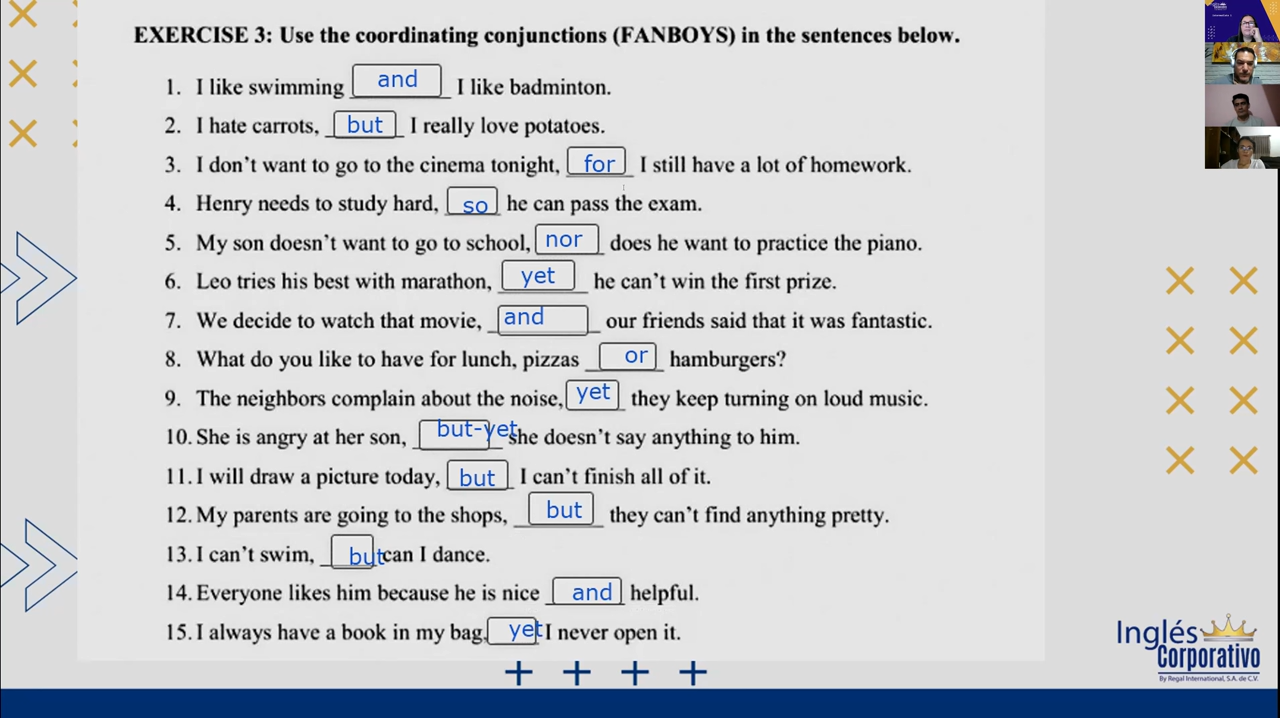 EXERCISE 3: Use the coordinating conjunctions (FANBOYS) in the sentences below.
1. I like swimming and I like badminton.
2. I hate carrots, but I really love potatoes.
3. I don't want to go to the cinema tonight, for I still have a lot of homework.
4. Henry needs to study hard, so he can pass the exam.
5. My son doesn't want to go to school, nor does he want to practice the piano.
6. Leo tries his best with marathon, yet he can't win the first prize.
7. We decide to watch that movie, and our friends said that it was fantastic.
8. What do you like to have for lunch, pizzas or hamburgers?
9. The neighbors complain about the noise, yet they keep turning on loud music.
10. She is angry at her son, but-yet she doesn't say anything to him.
11. I will draw a picture today, but I can't finish all of it.
12. My parents are going to the shops, but they can't find anything pretty.
13. I can't swim, but can I dance.
14. Everyone likes him because he is nice and helpful.
15. I always have a book in my bag, yet I never open it.
Inglés
Corporativo
By Regal International, S.A. de C.V.